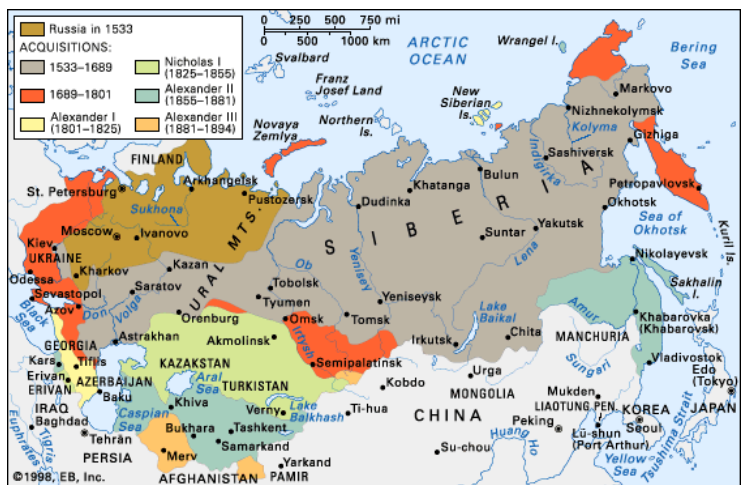 Russia in 1533
ACQUISITIONS:
1533–1689
1689–1801
Alexander I
(1801–1825)
Nicholas I
(1825–1855)
Alexander II
(1855–1881)
Alexander III
(1881–1894)
0 250 500 750 mi
0 500 1000 km
ARCTIC
OCEAN
Wrangel I.
Bering
Sea
Svalbard
Franz
Josef Land
New
Siberian
Is.
Northern
Is.
Novaya
Zemlya
Markovo
Nizhnekolymsk
Kolyma
Gizhiga
Indigirka
Sashiversk
FINLAND
St. Petersburg
Arkhangelsk
Pustozersk
Sukhona
Moscow
Ivanovo
Khatanga
Bulun
Dudinka
Petropavlovsk
Okhotsk
Sea of
Okhotsk
Kuril Is.
SIBERIA
URAL MTS.
Suntar
Yakutsk
Lena
Kiev
UKRAINE
Kharkov
Kazan
Ob
Yenisey
Nikolayevsk
Sakhalin
I.
Odessa
Sevastopol
Azov
Don
Volga
Saratov
Tobolsk
Tyumen
Yeniseysk
Black
Sea
Orenburg
Omsk
Tomsk
Lake
Baikal
Amur
Khabarovka
(Khabarovsk)
Astrakhan
Akmolinsk
Irtysh
Irkutsk
Chita
MANCHURIA
GEORGIA
Kars
Tiflis
KAZAKSTAN
Semipalatinsk
Sungari
Vladivostok
Erivan
ERIVAN
AZERBAIJAN
Baku
Aral
Sea
TURKISTAN
Kobdo
Urga
MONGOLIA
Edo
(Tokyo)
Mukden
LIAOTUNG PEN.
IRAQ
Baghdad
Caspian
Sea
Khiva
Verny
Lake
Balkhash
Ti-hua
CHINA
Peking
KOREA
Seoul
JAPAN
Euphrates
Tigris
Tehrān
Bukhara
Tashkent
Samarkand
Su-chou
Huang Ho
Lü-shun
(Port Arthur)
Yellow
Sea
Tsushima Strait
PERSIA
Merv
Yarkand
AFGHANISTAN
PAMIR
©1998, EB, Inc.